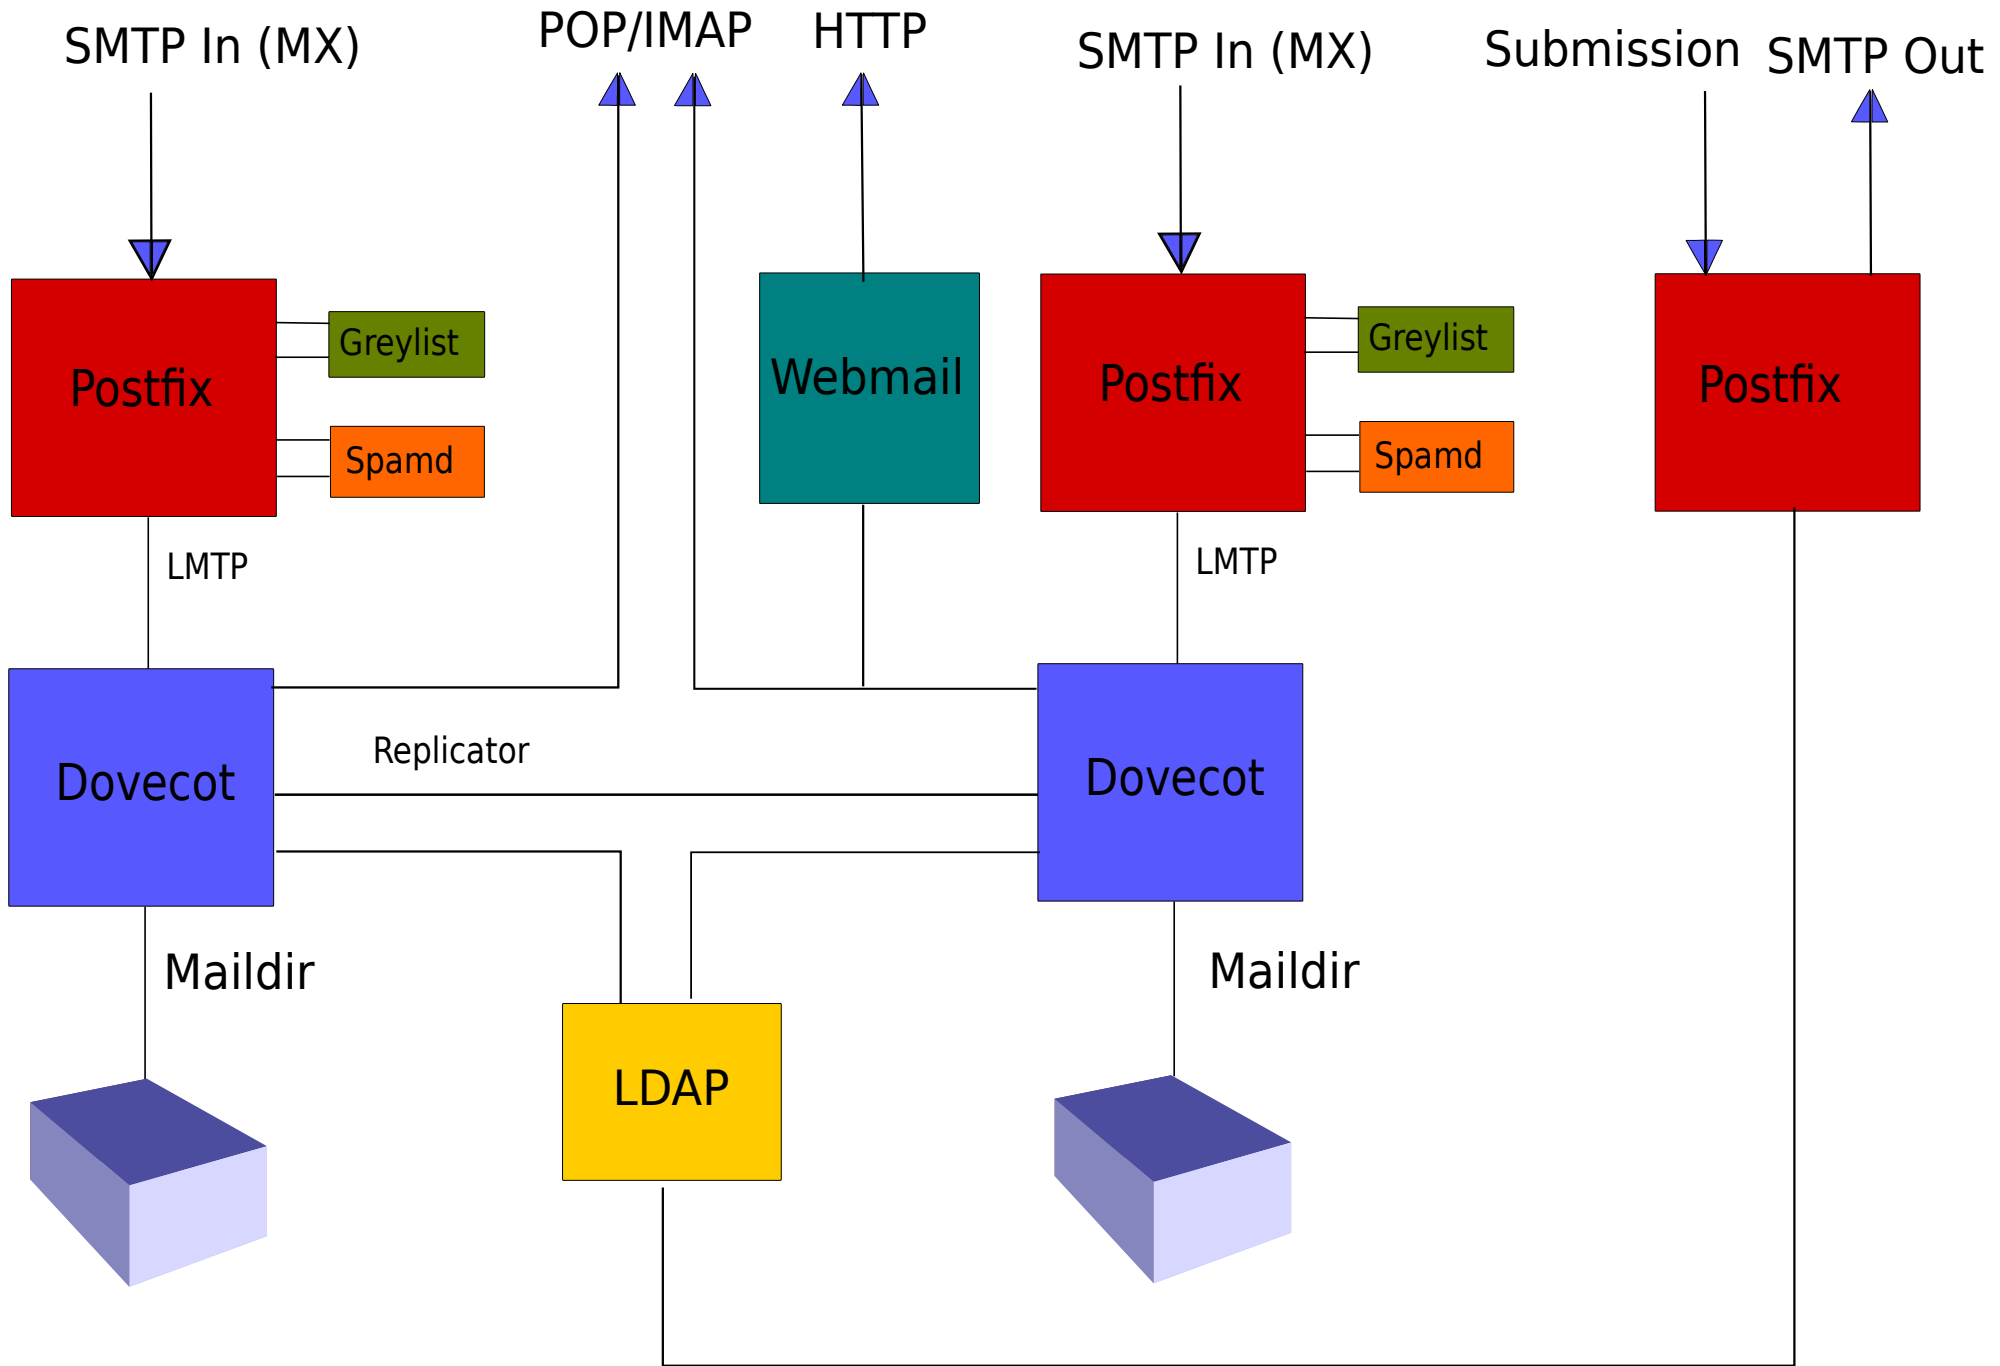 SMTP In (MX)
POP/IMAP
HTTP
SMTP In (MX)
Submission
SMTP Out
Postfix
Greylist
Spamd
Webmail
Postfix
Greylist
Spamd
Postfix
LMTP
LMTP
Dovecot
Replicator
Dovecot
Maildir
Maildir
LDAP